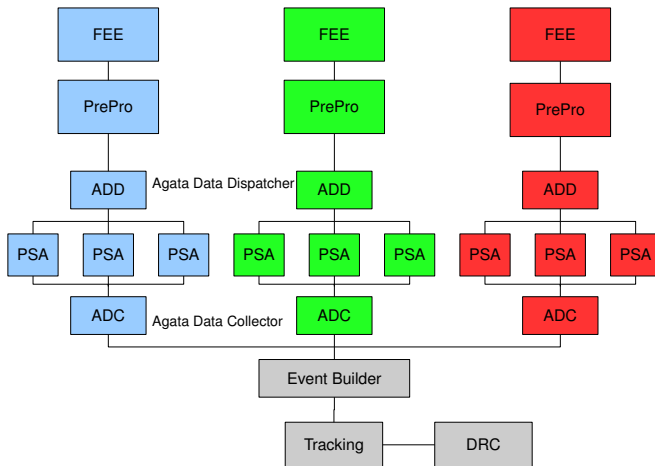 FEE FEE FEE
PrePro PrePro PrePro
ADD Agata Data Dispatcher ADD ADD
PSA PSA PSA PSA PSA PSA PSA PSA PSA
ADC Agata Data Collector ADC ADC
Event Builder
Tracking DRC